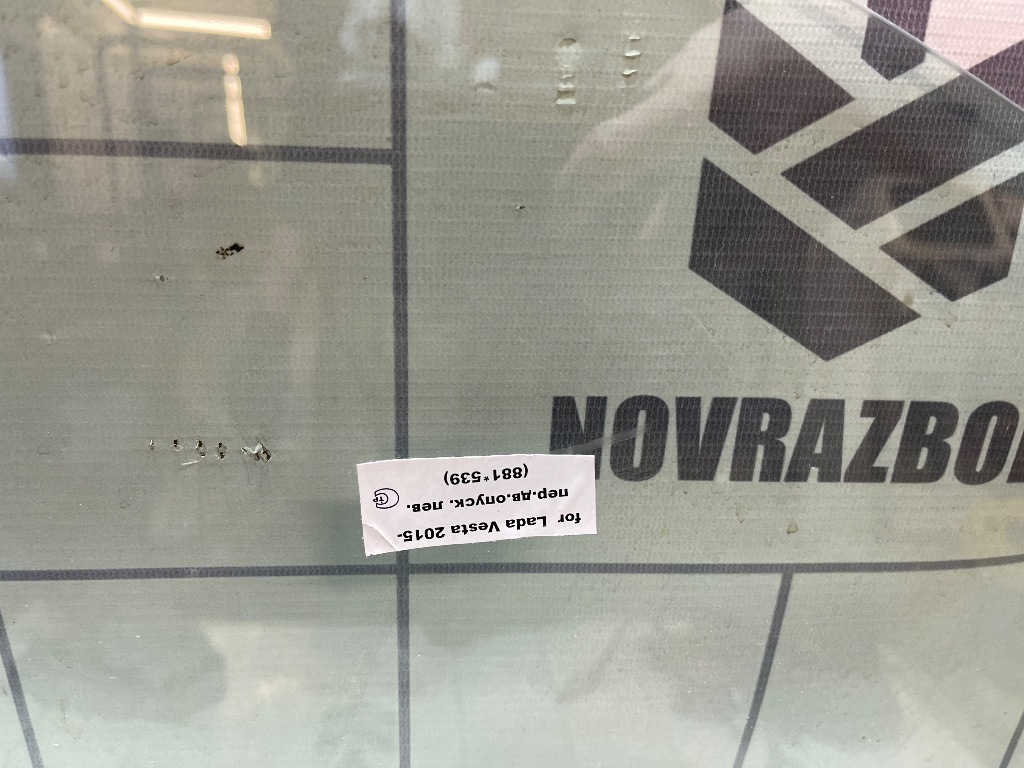 NOVRAZBO
for Lada Vesta 2015-
пер.дв.опуск. лев.
(881*539)